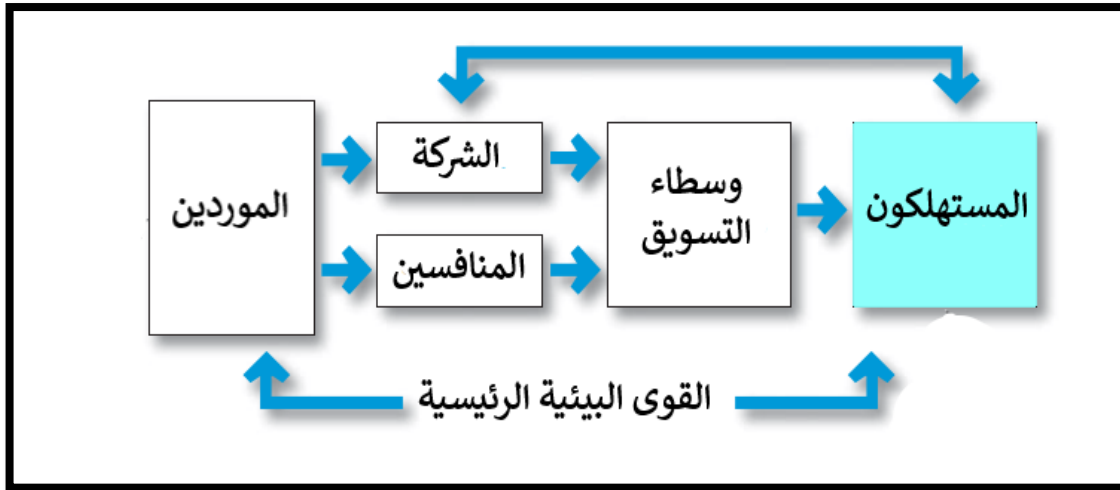 الموردين
الشركة
المنافسين
وسطاء
التسويق
المستهلكون
القوى البيئية الرئيسية